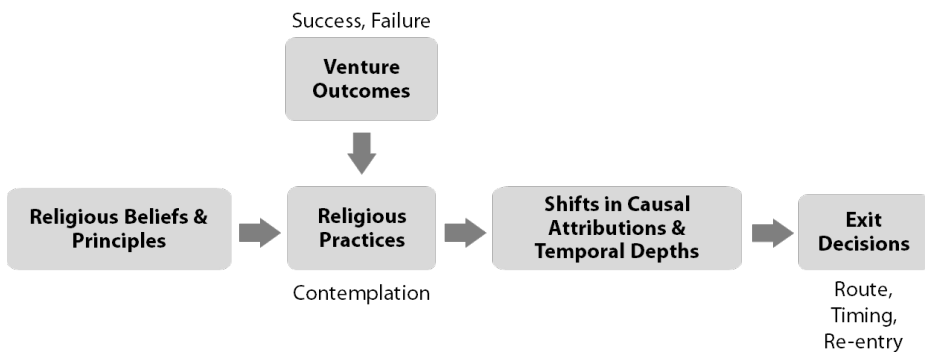 Success, Failure
Venture
Outcomes
Religious Beliefs &
Principles
Religious
Practices
Contemplation
Shifts in Causal
Attributions &
Temporal Depths
Exit
Decisions
Route,
Timing,
Re-entry